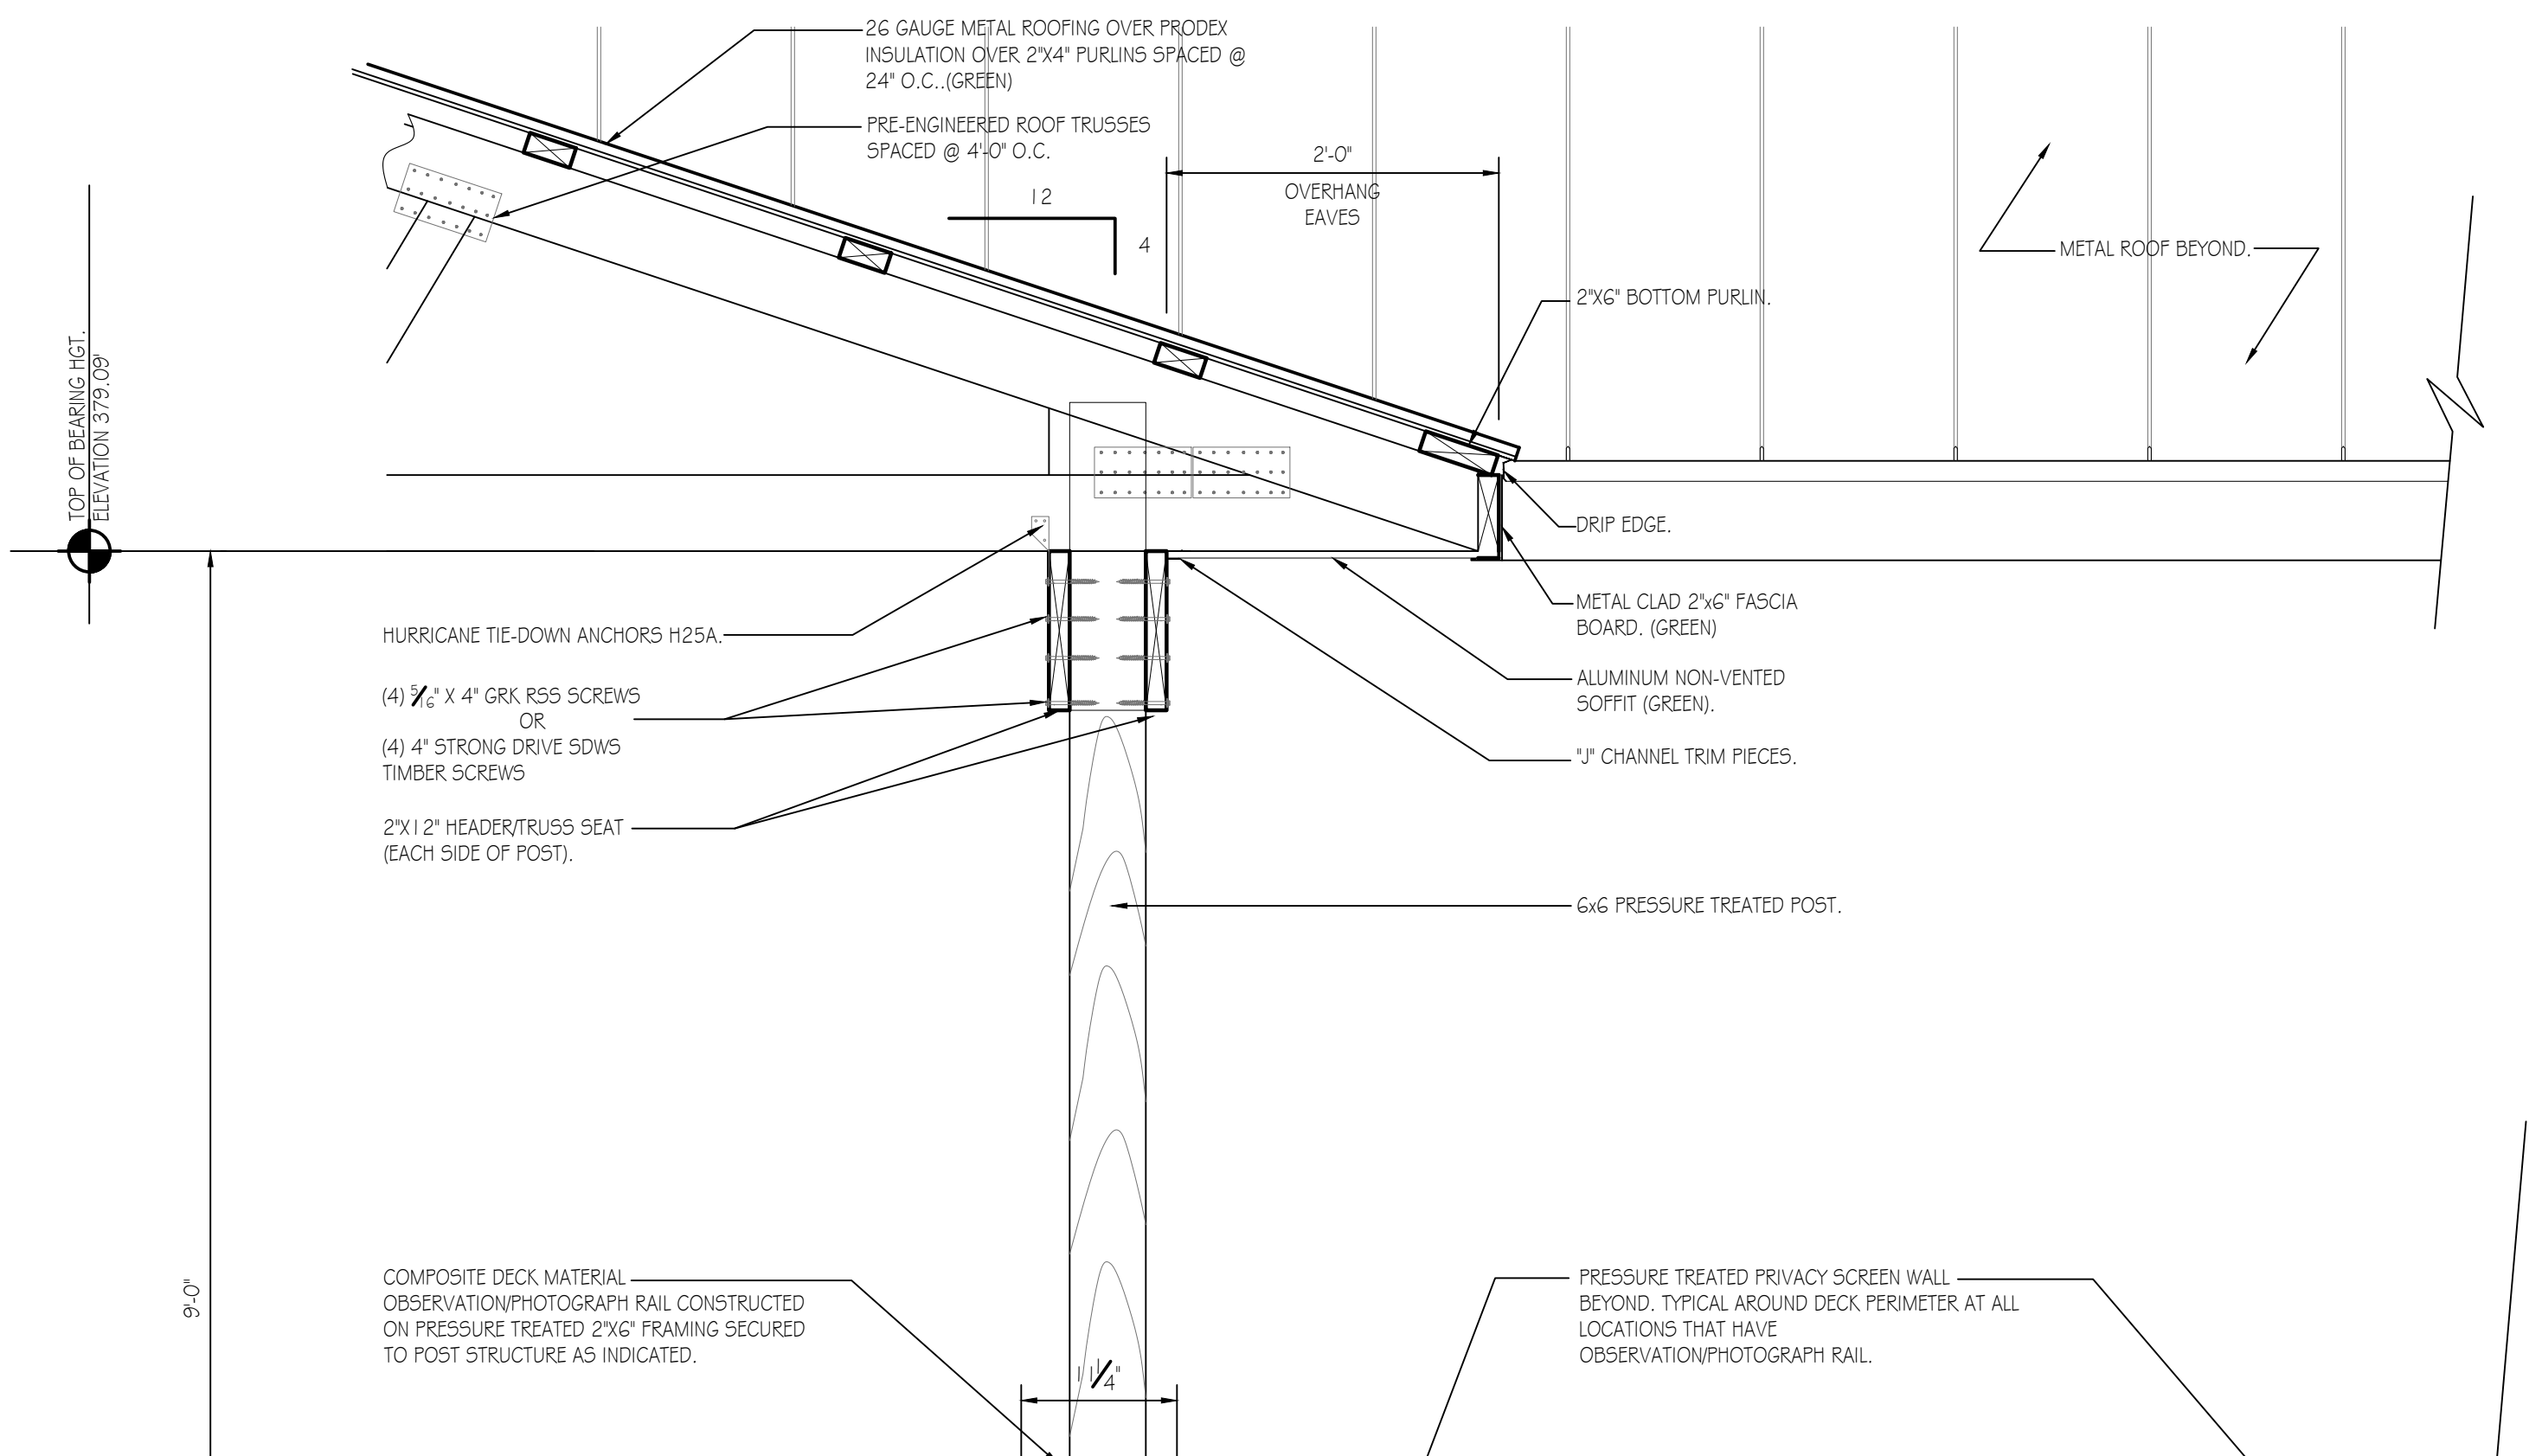 26 GAUGE METAL ROOFING OVER PRODEX
INSULATION OVER 2"X4" PURLINS SPACED @
24" O.C..(GREEN)
PRE-ENGINEERED ROOF TRUSSES
SPACED @ 4'-0" O.C.
2'-0"
OVERHANG
EAVES
12
4
METAL ROOF BEYOND.
2"X6" BOTTOM PURLIN.
TOP OF BEARING HGT.
ELEVATION 379.09'
DRIP EDGE.
METAL CLAD 2"x6" FASCIA
BOARD. (GREEN)
HURRICANE TIE-DOWN ANCHORS H25A.
ALUMINUM NON-VENTED
SOFFIT (GREEN).
(4) 5/16" X 4" GRK RSS SCREWS
OR
(4) 4" STRONG DRIVE SDWS
TIMBER SCREWS
"J" CHANNEL TRIM PIECES.
2"X12" HEADER/TRUSS SEAT
(EACH SIDE OF POST).
6x6 PRESSURE TREATED POST.
9'-0"
COMPOSITE DECK MATERIAL
OBSERVATION/PHOTOGRAPH RAIL CONSTRUCTED
ON PRESSURE TREATED 2"X6" FRAMING SECURED
TO POST STRUCTURE AS INDICATED.
PRESSURE TREATED PRIVACY SCREEN WALL
BEYOND. TYPICAL AROUND DECK PERIMETER AT ALL
LOCATIONS THAT HAVE
OBSERVATION/PHOTOGRAPH RAIL.
11 1/4"